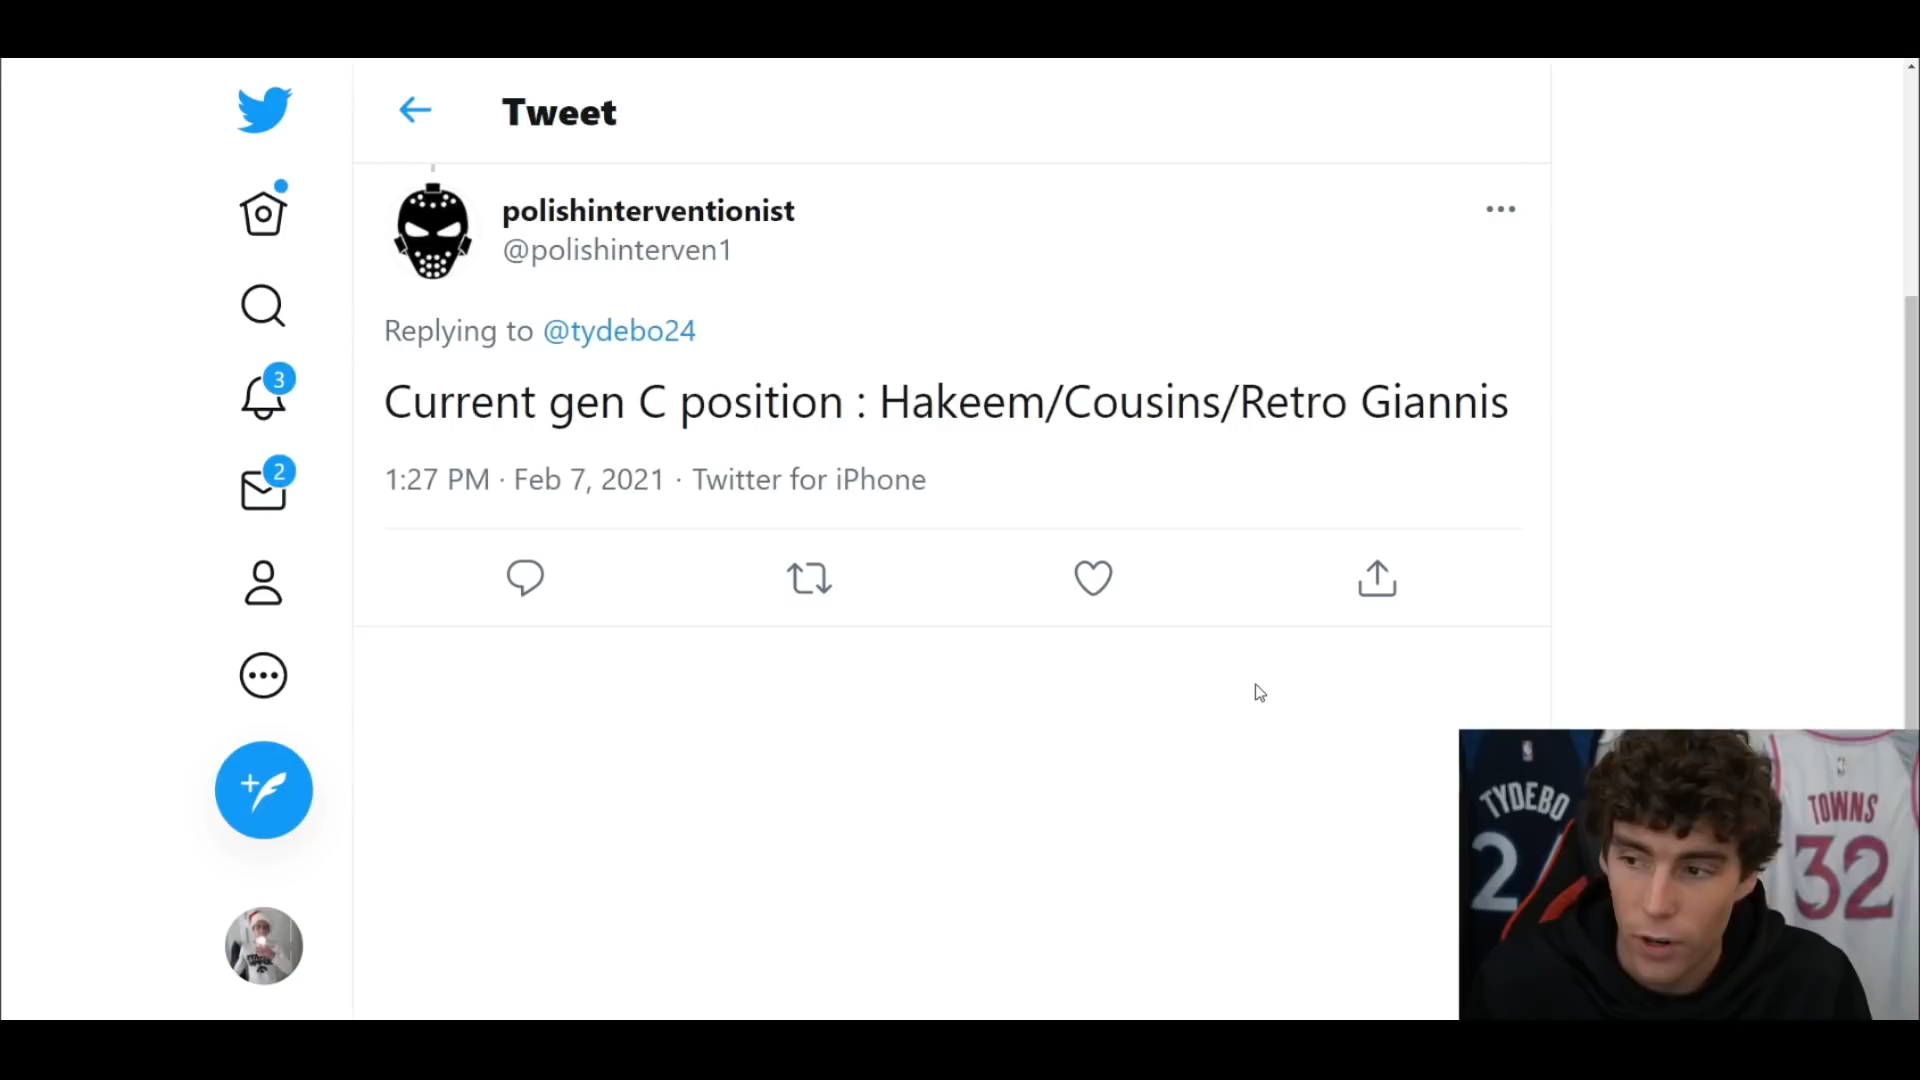 Tweet
polishinterventionist
@polishinterven1
Replying to @tydebo24
3
Current gen C position : Hakeem/Cousins/Retro Giannis
2
1:27 PM · Feb 7, 2021 · Twitter for iPhone
TYDEBO
2
TOWNS
32